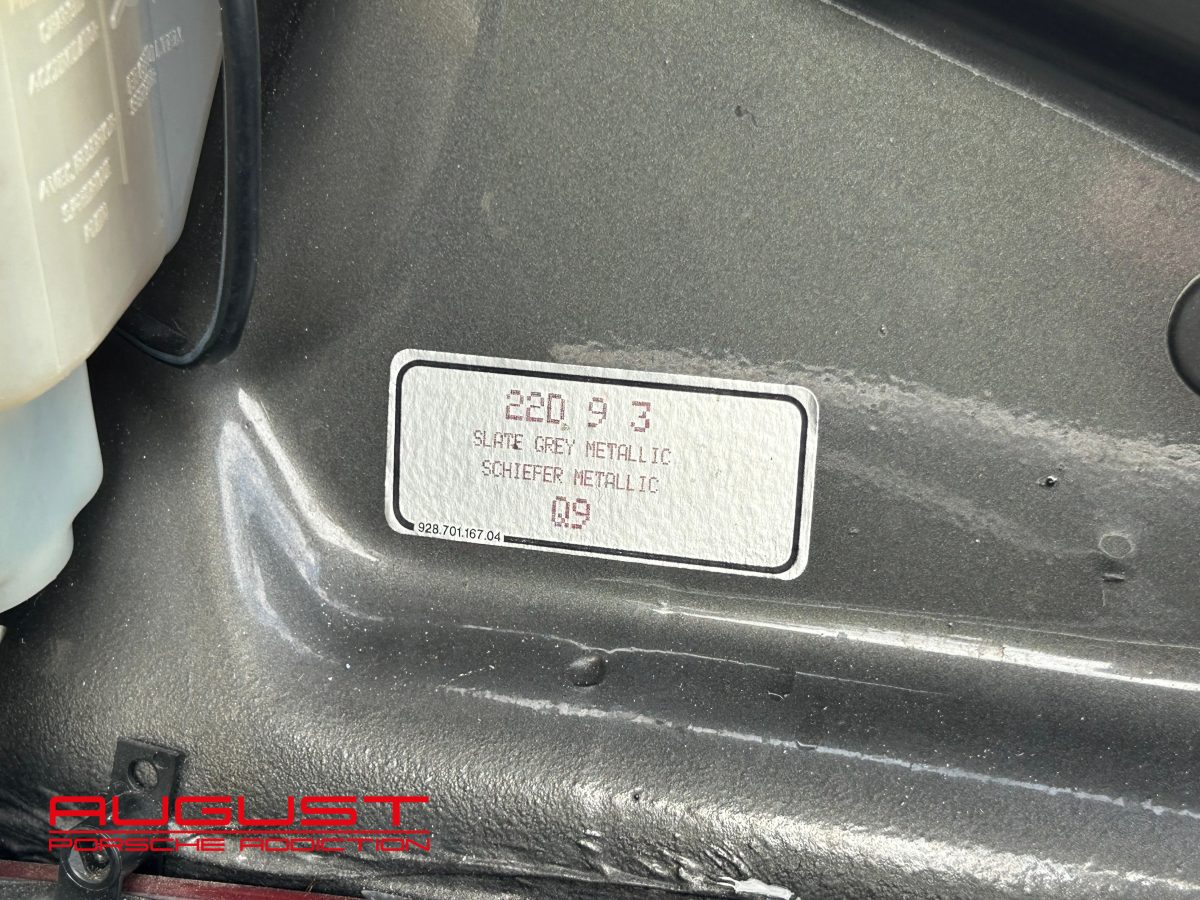 22D 9 3
SLATE GREY METALLIC
SCHIEFER METALLIC
Q9
928.701.167.04
AUGUST
PORSCHE ADDICTION